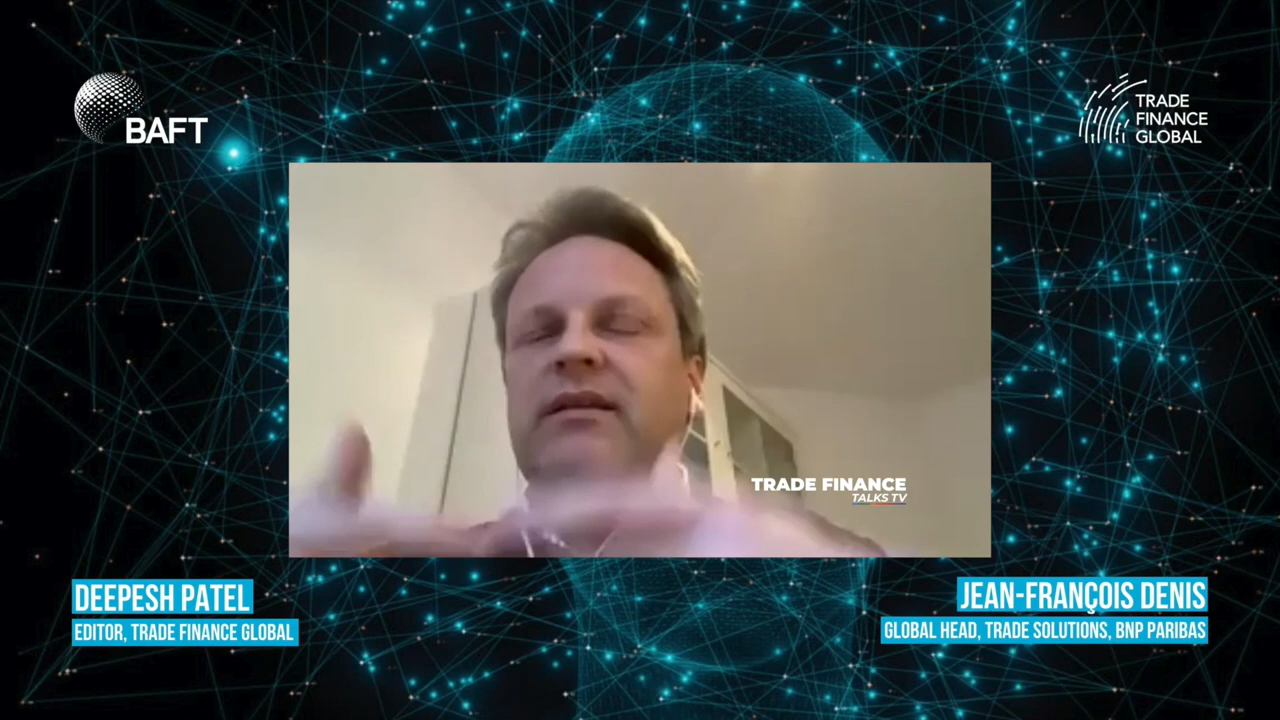 BAFT
TRADE
FINANCE
GLOBAL
TRADE FINANCE
TALKS TV
DEEPESH PATEL
EDITOR, TRADE FINANCE GLOBAL
JEAN-FRANÇOIS DENIS
GLOBAL HEAD, TRADE SOLUTIONS, BNP PARIBAS